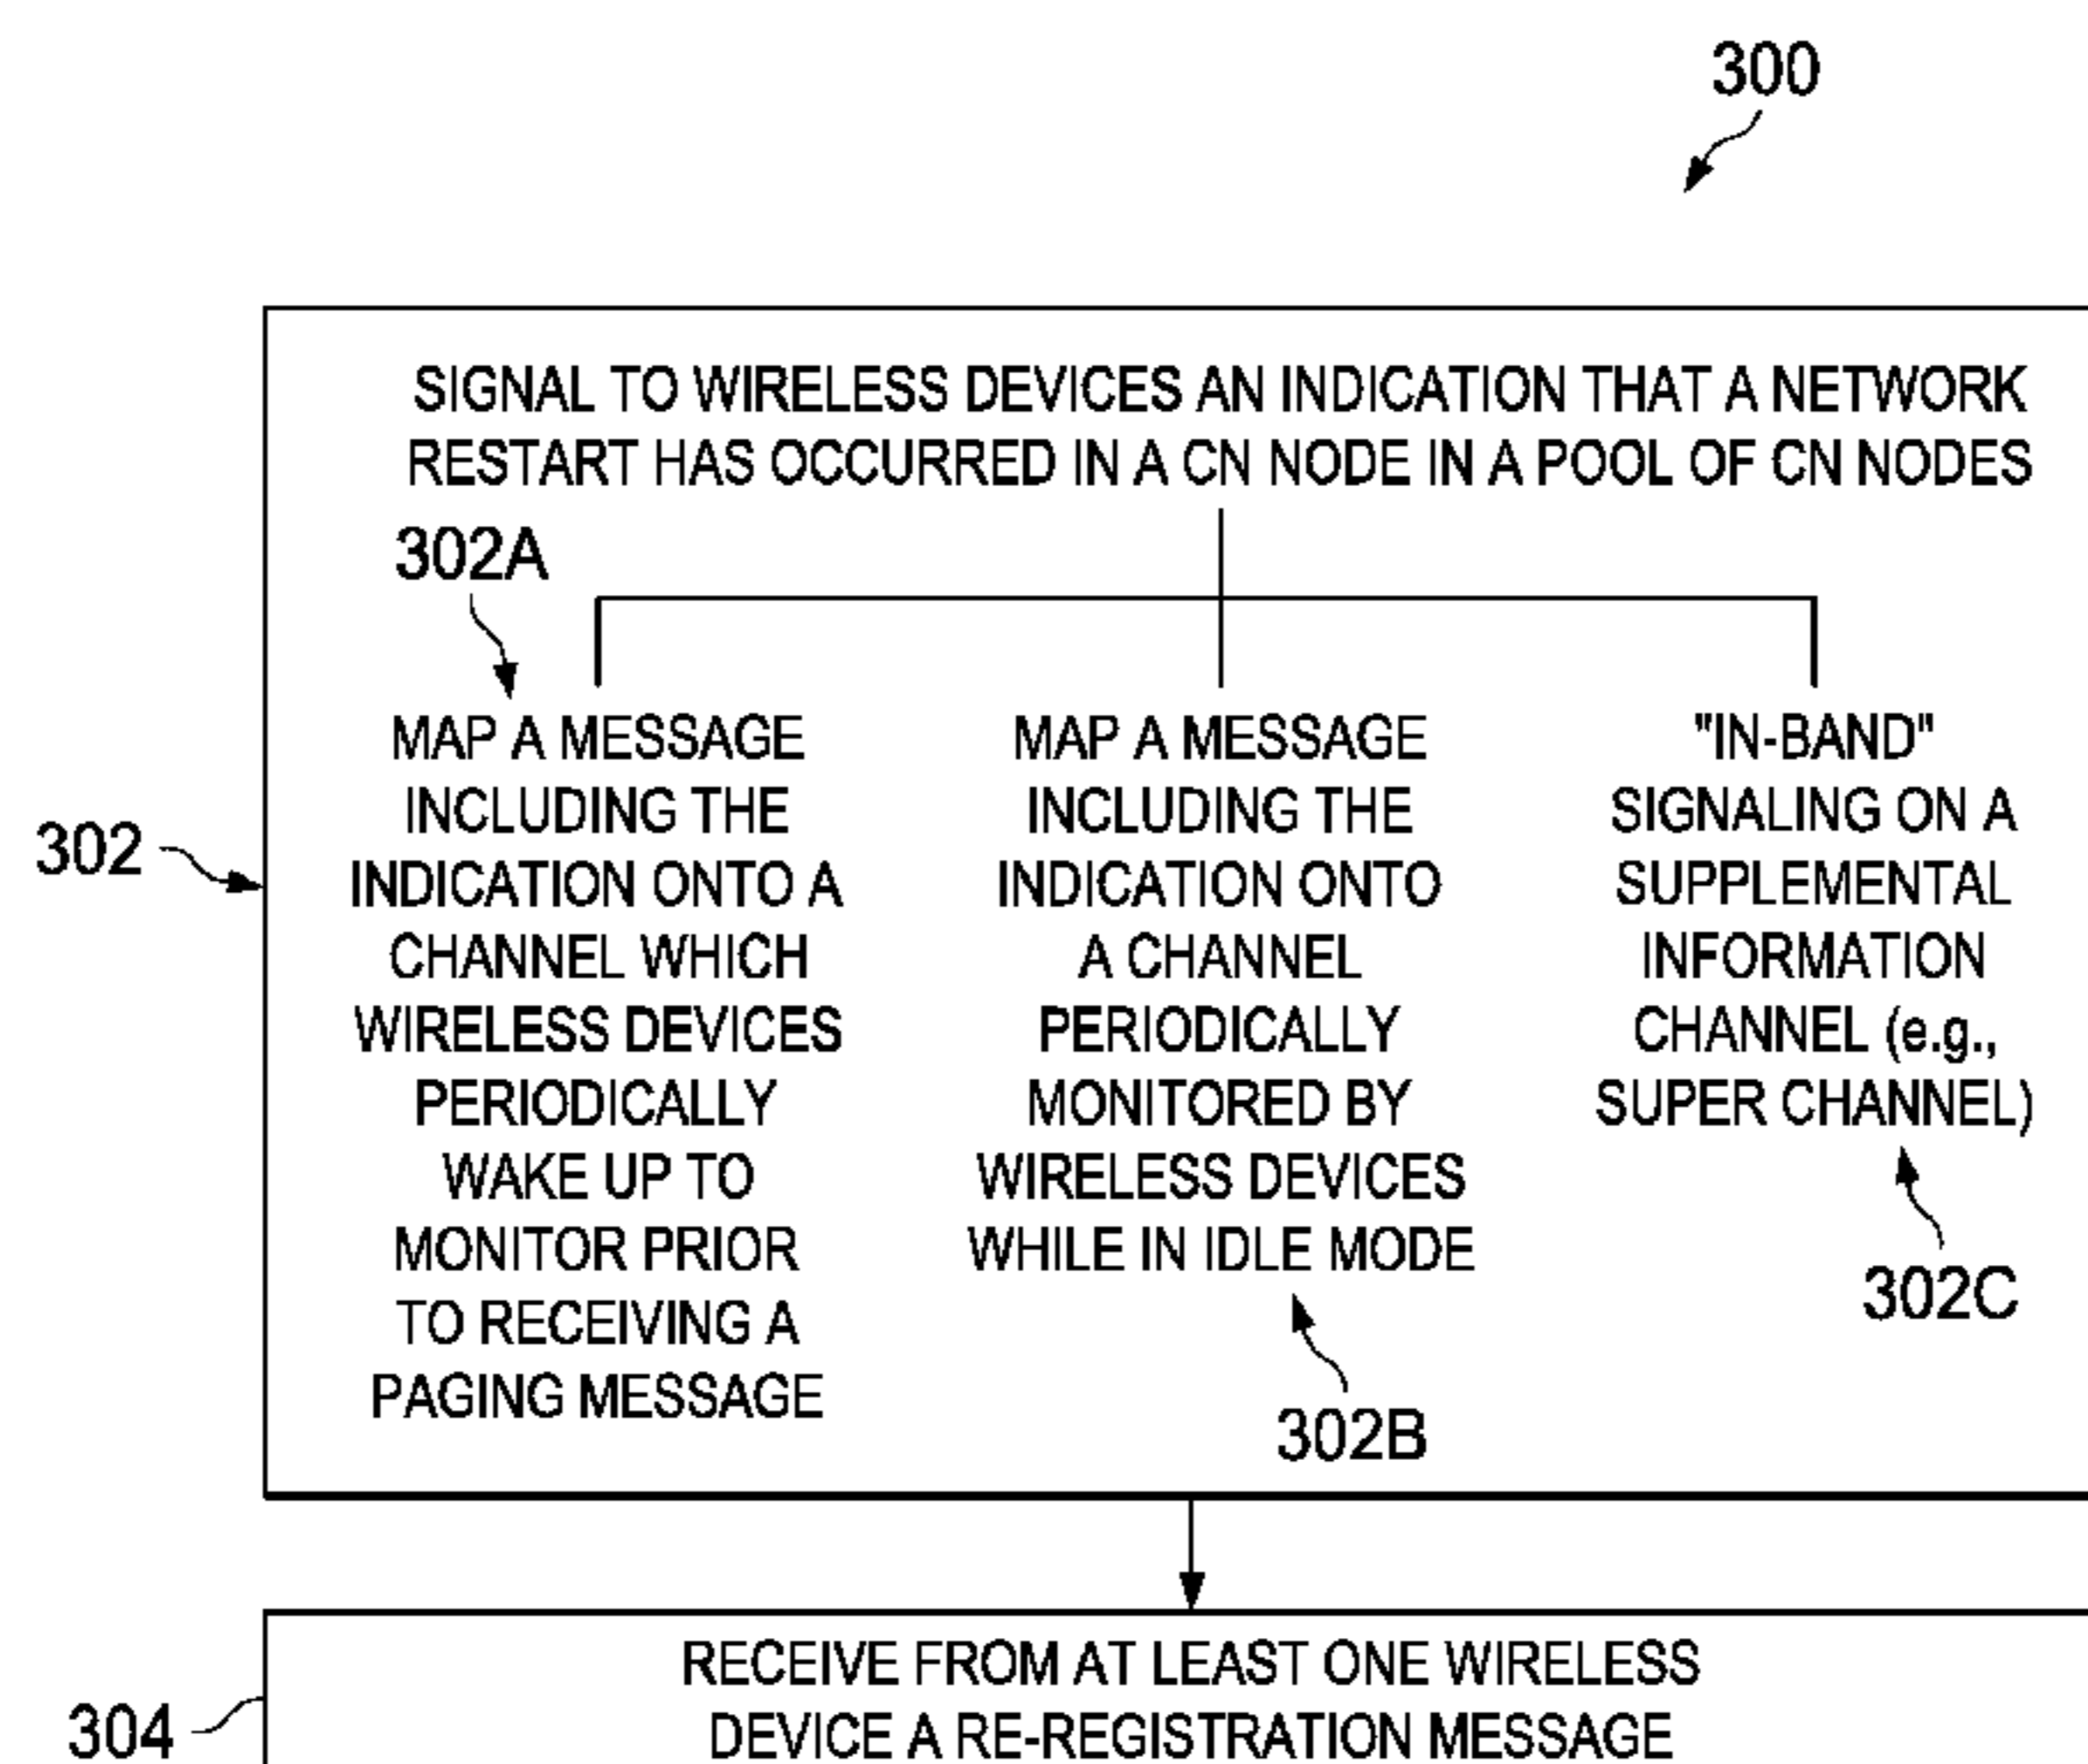 300
SIGNAL TO WIRELESS DEVICES AN INDICATION THAT A NETWORK
RESTART HAS OCCURRED IN A CN NODE IN A POOL OF CN NODES
302A
MAP A MESSAGE
INCLUDING THE
INDICATION ONTO A
CHANNEL WHICH
WIRELESS DEVICES
PERIODICALLY
WAKE UP TO
MONITOR PRIOR
TO RECEIVING A
PAGING MESSAGE
MAP A MESSAGE
INCLUDING THE
INDICATION ONTO
A CHANNEL
PERIODICALLY
MONITORED BY
WIRELESS DEVICES
WHILE IN IDLE MODE
302B
"IN-BAND"
SIGNALING ON A
SUPPLEMENTAL
INFORMATION
CHANNEL (e.g.,
SUPER CHANNEL)
302C
302
RECEIVE FROM AT LEAST ONE WIRELESS
DEVICE A RE-REGISTRATION MESSAGE
304